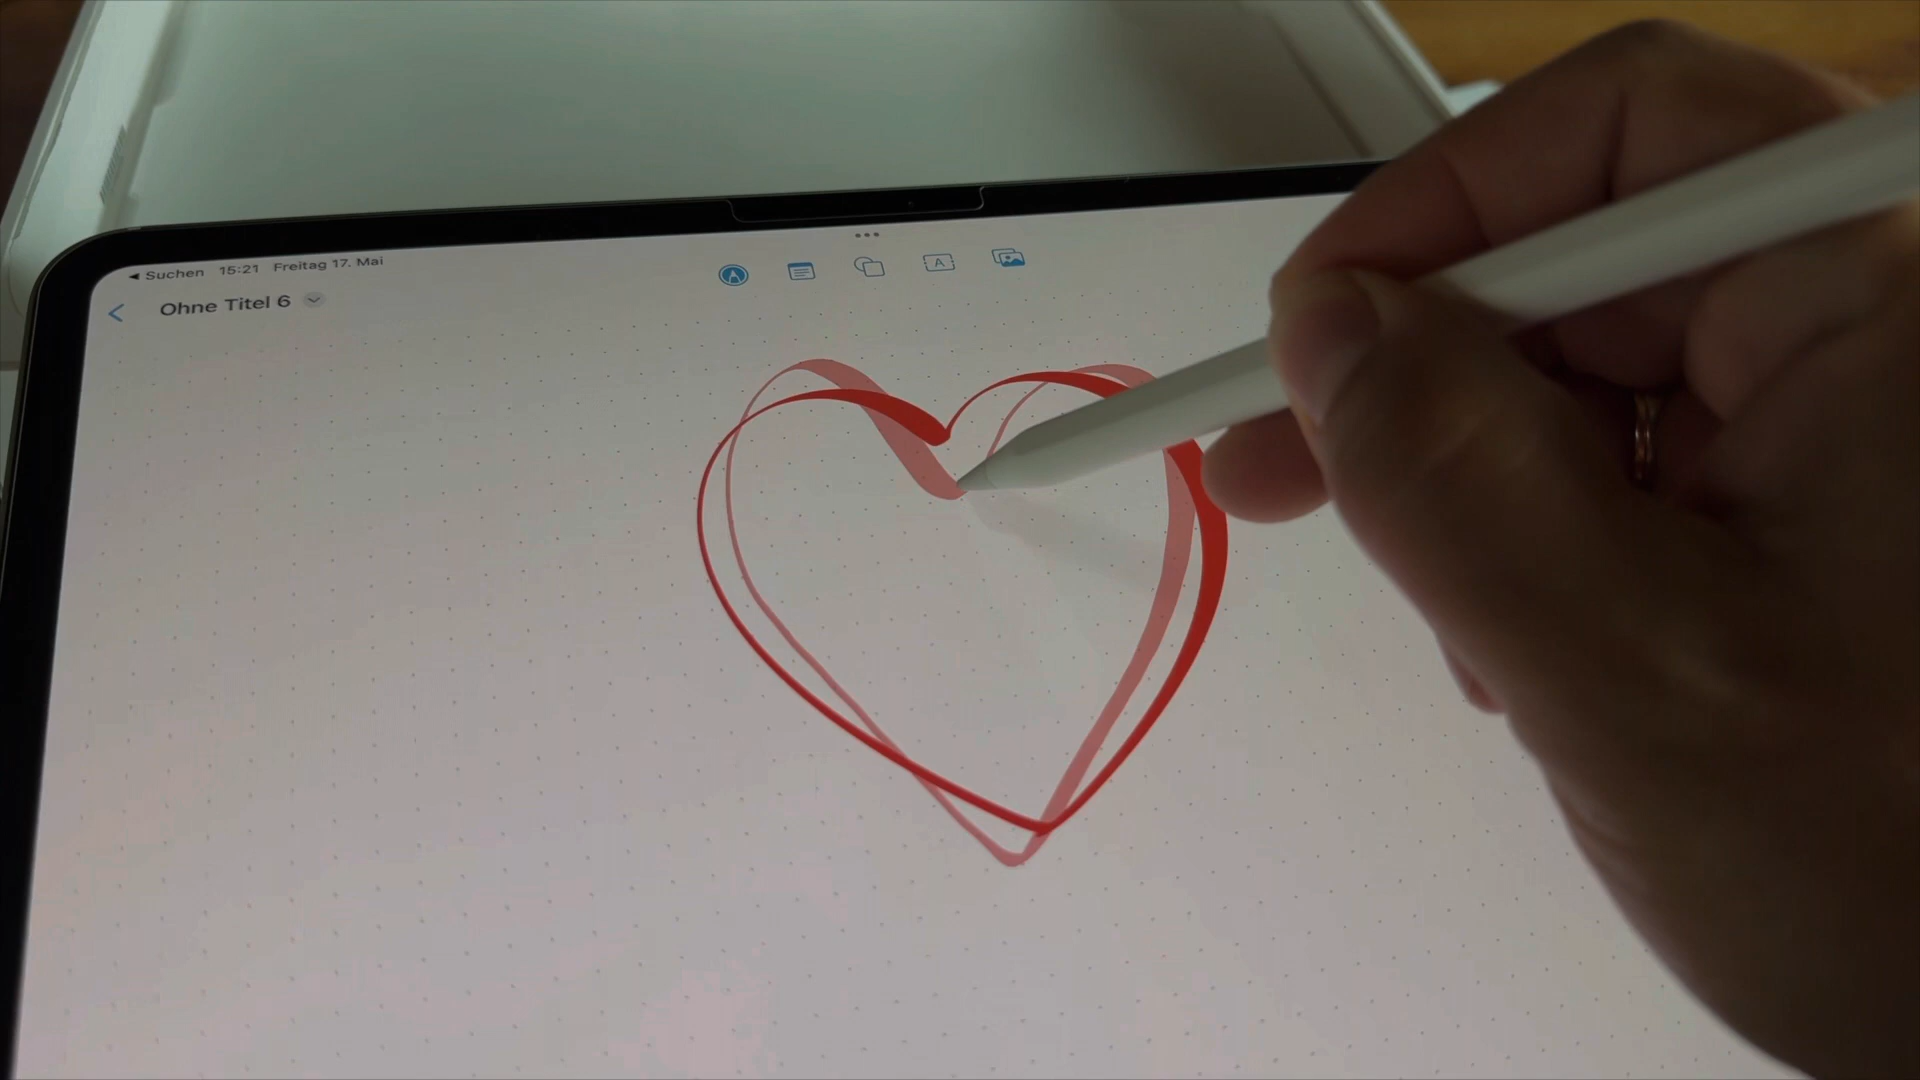 ◀ Suchen 15:21 Freitag 17. Mai
Ohne Titel 6
A